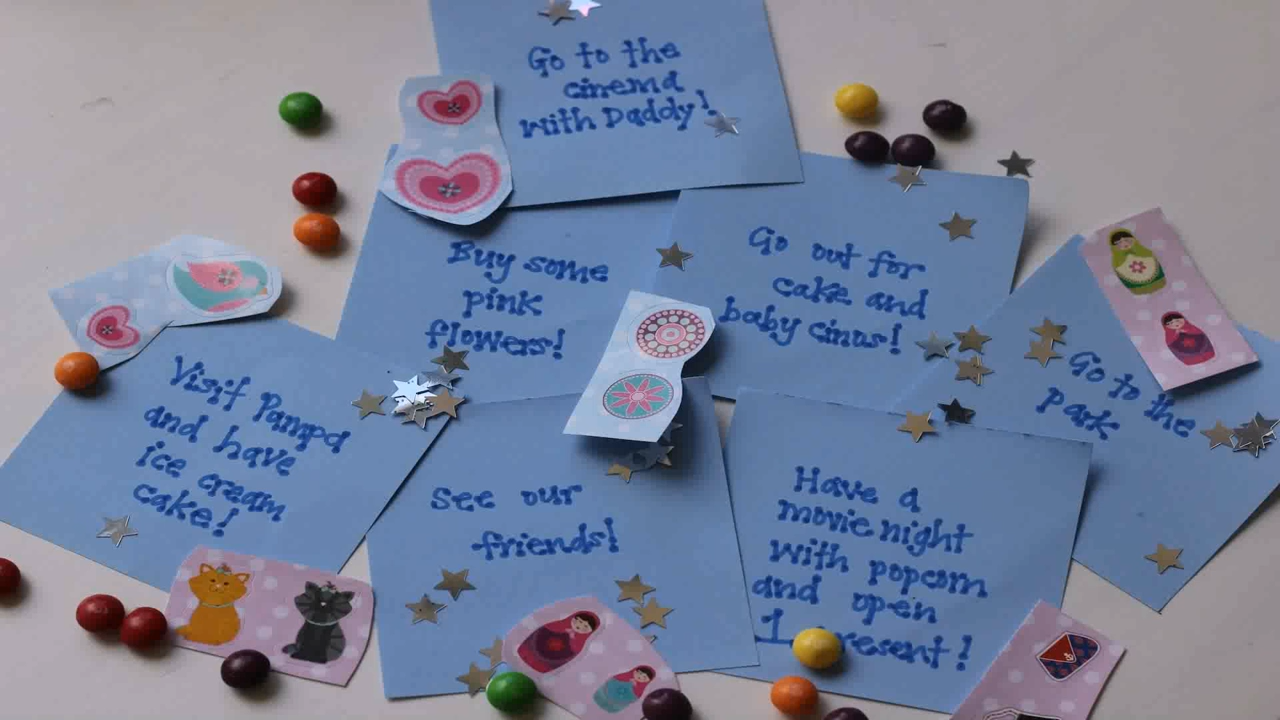 Go to the
cinema
with Daddy!
Buy some
pink
flowers!
Go out for
cake and
baby cinus!
Go to the
Park
Visit Pampa
and have
ice cream
cake!
See our
friends!
Have a
movie night
with popcorn
and open
1 resent!